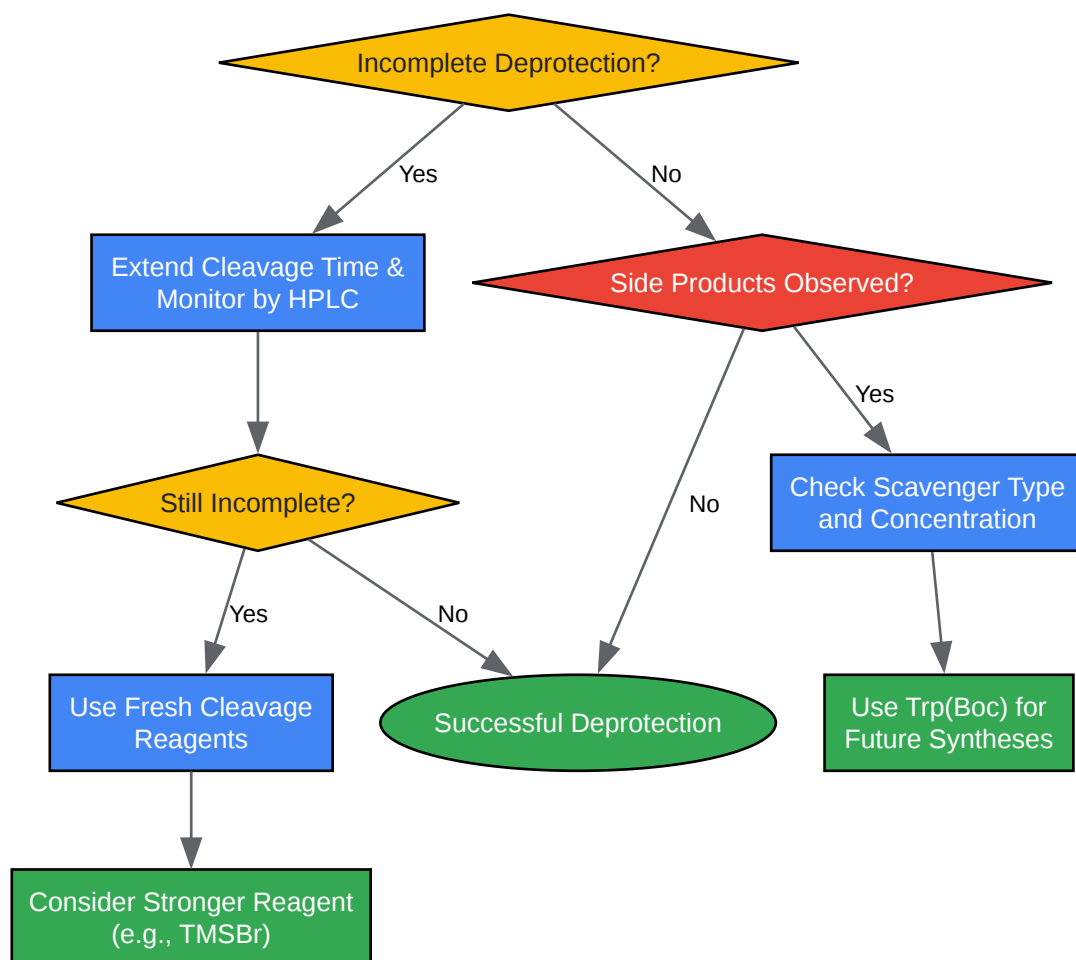 Incomplete Deprotection?
Yes
No
Extend Cleavage Time &
Monitor by HPLC
Side Products Observed?
Yes
Still Incomplete?
Check Scavenger Type
and Concentration
No
Yes
No
Use Fresh Cleavage
Reagents
Successful Deprotection
Use Trp(Boc) for
Future Syntheses
Consider Stronger Reagent
(e.g., TMSBr)